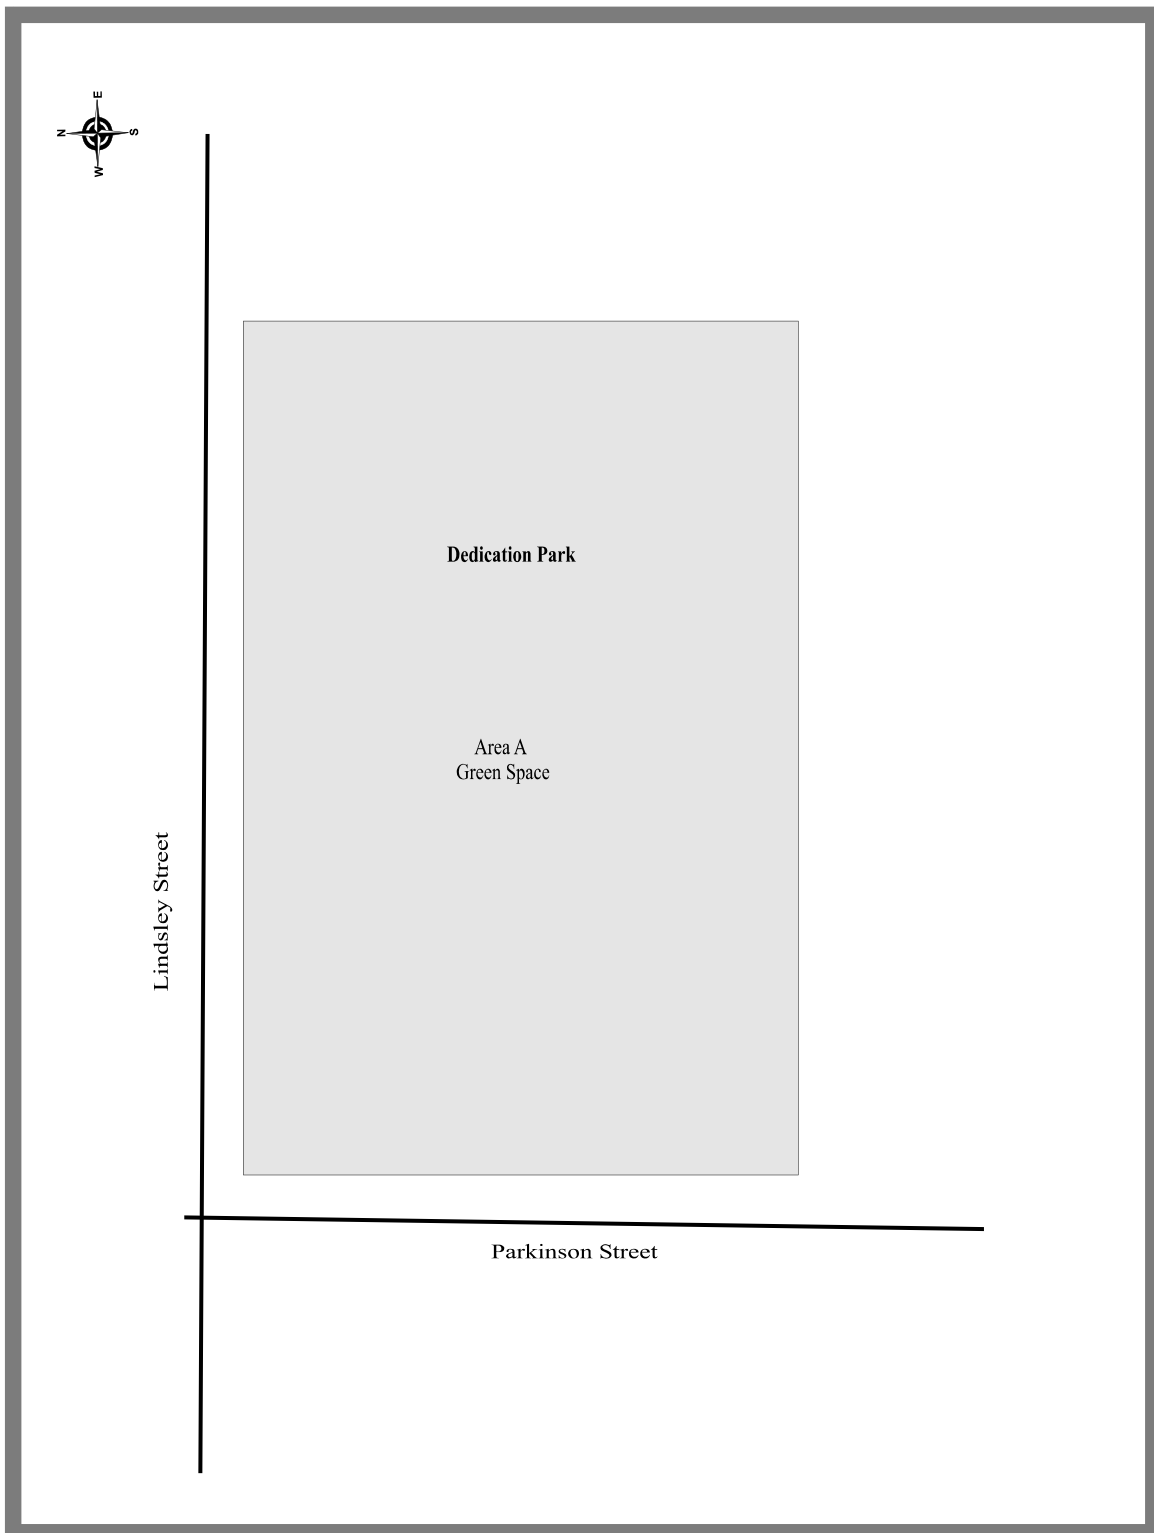 E
N
S
W
Dedication Park
Area A
Green Space
Lindsley Street
Parkinson Street